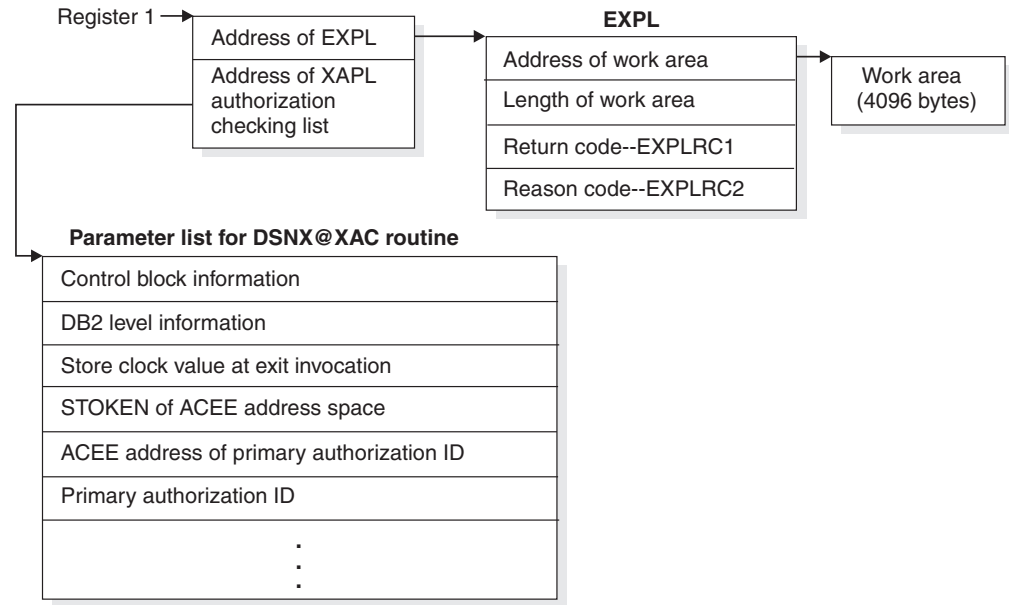 Register 1
Address of EXPL
Address of XAPL
authorization
checking list
EXPL
Address of work area
Length of work area
Return code--EXPLRC1
Reason code--EXPLRC2
Work area
(4096 bytes)
Parameter list for DSNX@XAC routine
Control block information
DB2 level information
Store clock value at exit invocation
STOKEN of ACEE address space
ACEE address of primary authorization ID
Primary authorization ID
.
.
.